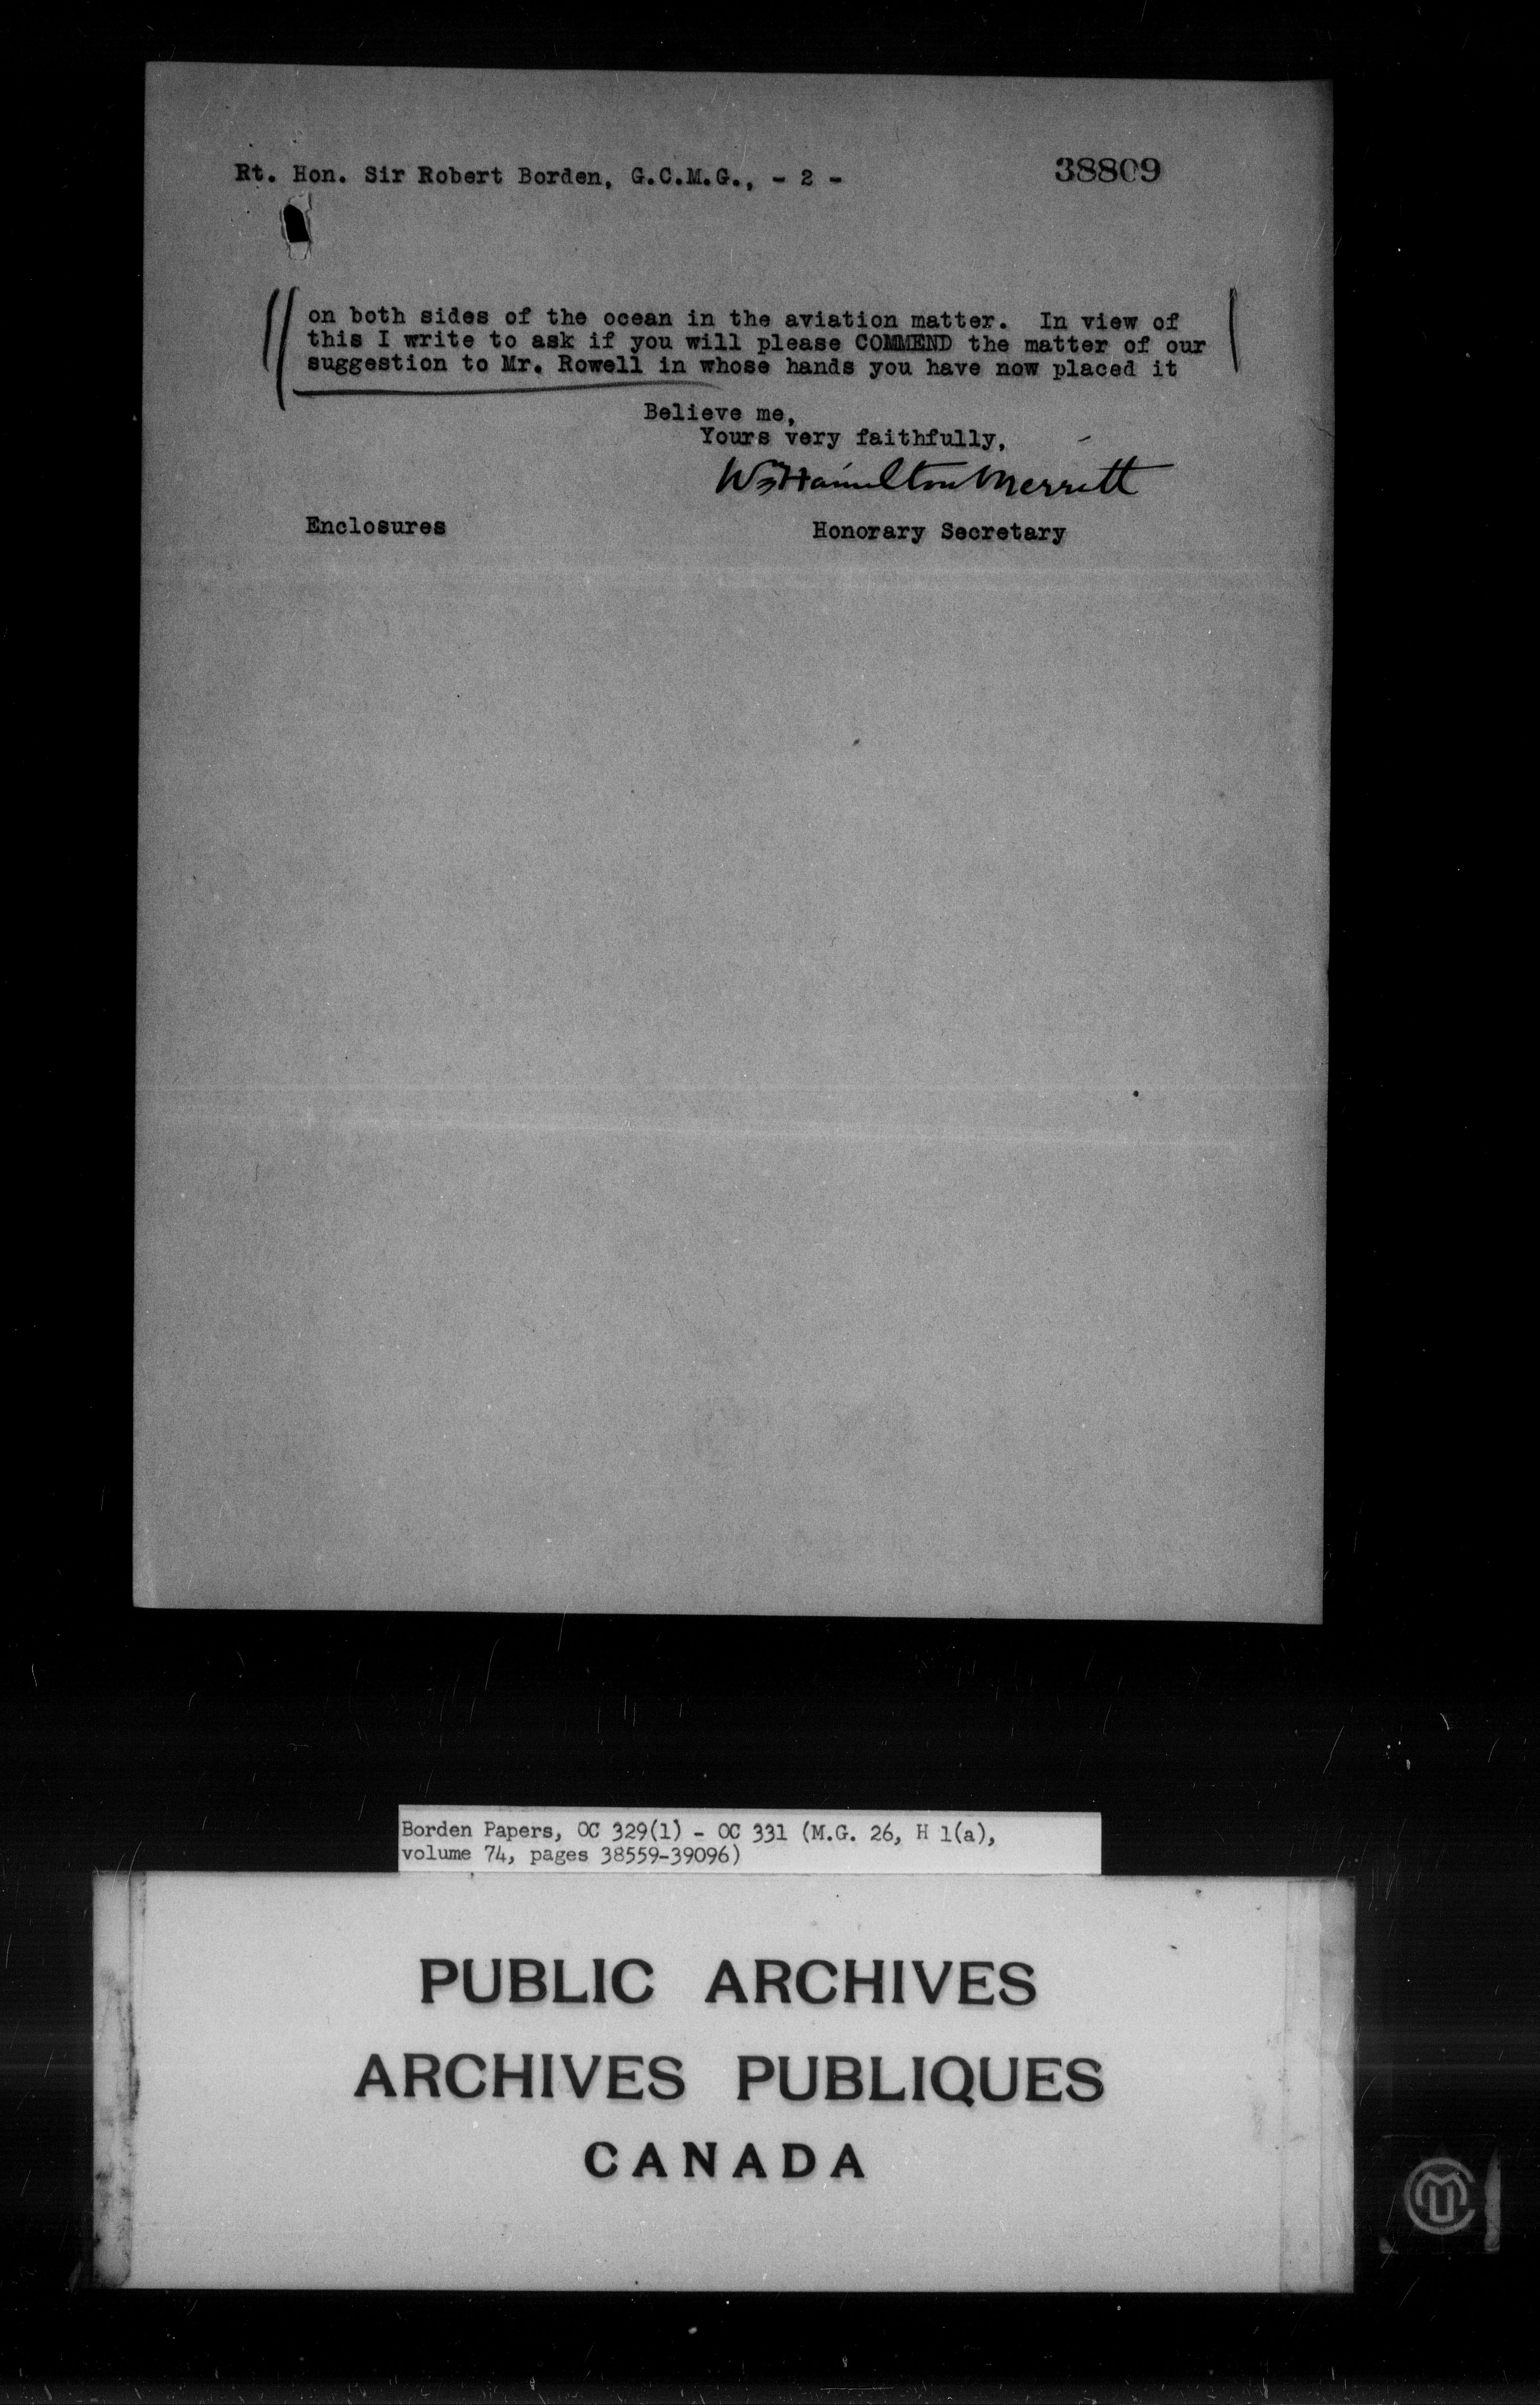 Rt. Hon. Sir Robert Borden, G.C.M.G., - 2 -
38809
on both sides of the ocean in the aviation matter. In view of
this I write to ask if you will please COMMEND the matter of our
suggestion to Mr. Rowell in whose hands you have now placed it
Believe me,
Yours very faithfully,
Wm Hamilton Merritt
Enclosures
Honorary Secretary
Borden Papers, OC 329(1) - OC 331 (M.G. 26, H 1(a),
volume 74, pages 38559-39096)
PUBLIC ARCHIVES
ARCHIVES PUBLIQUES
CANADA